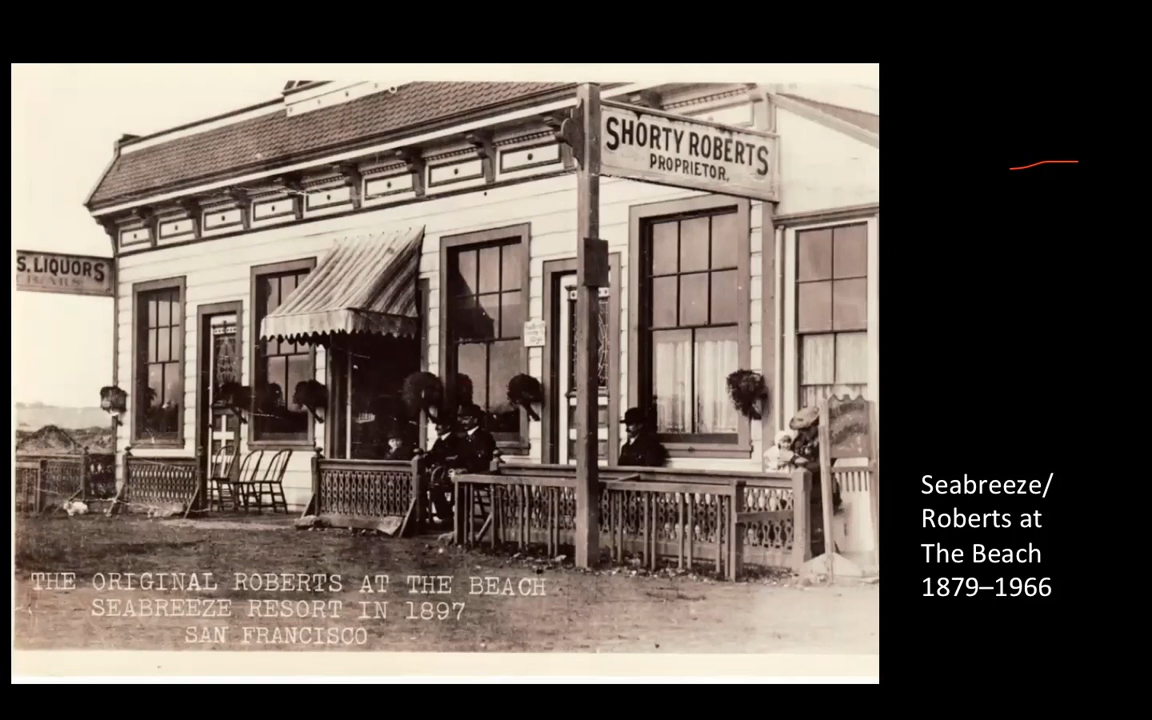 SHORTY ROBERTS
PROPRIETOR.
S. LIQUORS
THE ORIGINAL ROBERTS AT THE BEACH
SEABREEZE RESORT IN 1897
SAN FRANCISCO
Seabreeze/
Roberts at
The Beach
1879–1966